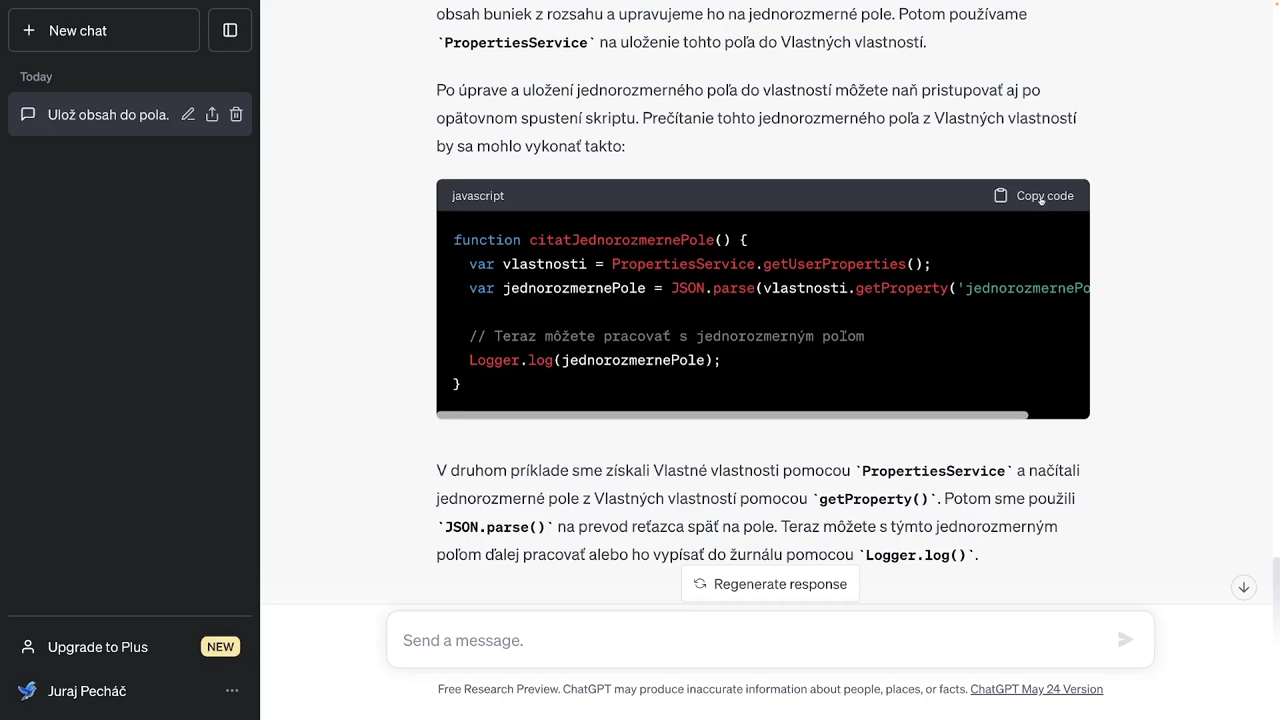 New chat
Today
Ulož obsah do pola.
Upgrade to Plus
NEW
Juraj Pecháč
obsah buniek z rozsahu a upravujeme ho na jednorozmerné pole. Potom používame
`PropertiesService` na uloženie tohto poľa do Vlastných vlastností.
Po úprave a uložení jednorozmerného poľa do vlastností môžete naň pristupovať aj po
opätovnom spustení skriptu. Prečítanie tohto jednorozmerného poľa z Vlastných vlastností
by sa mohlo vykonať takto:
javascript
Copy code
function citatJednorozmernePole() {
var vlastnosti = PropertiesService.getUserProperties();
var jednorozmernePole = JSON.parse(vlastnosti.getProperty('jednorozmernePo
// Teraz môžete pracovať s jednorozmerným poľom
Logger.log(jednorozmernePole);
}
V druhom príklade sme získali Vlastné vlastnosti pomocou `PropertiesService` a načítali
jednorozmerné pole z Vlastných vlastností pomocou `getProperty()`. Potom sme použili
`JSON.parse()` na prevod reťazca späť na pole. Teraz môžete s týmto jednorozmerným
poľom ďalej pracovať alebo ho vypísať do žurnálu pomocou `Logger.log()`.
Regenerate response
Send a message.
Free Research Preview. ChatGPT may produce inaccurate information about people, places, or facts. ChatGPT May 24 Version